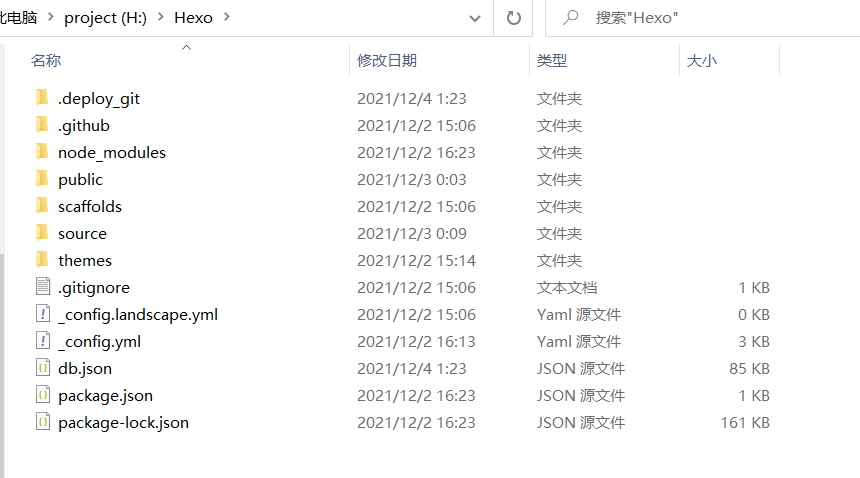 此电脑 project (H:) Hexo 搜索"Hexo"
名称 修改日期 类型 大小
.deploy_git 2021/12/4 1:23 文件夹
.github 2021/12/2 15:06 文件夹
node_modules 2021/12/2 16:23 文件夹
public 2021/12/3 0:03 文件夹
scaffolds 2021/12/2 15:06 文件夹
source 2021/12/3 0:09 文件夹
themes 2021/12/2 15:14 文件夹
.gitignore 2021/12/2 15:06 文本文档 1 KB
_config.landscape.yml 2021/12/2 15:06 Yaml 源文件 0 KB
_config.yml 2021/12/2 16:13 Yaml 源文件 3 KB
db.json 2021/12/4 1:23 JSON 源文件 85 KB
package.json 2021/12/2 16:23 JSON 源文件 1 KB
package-lock.json 2021/12/2 16:23 JSON 源文件 161 KB